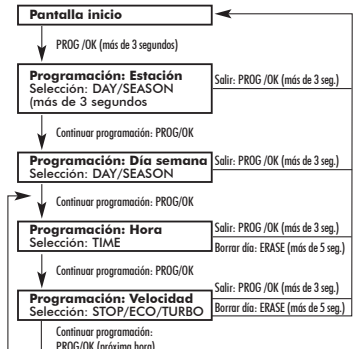 Pantalla inicio
PROG /OK (más de 3 segundos)
Programación: Estación
Selección: DAY/SEASON
(más de 3 segundos
Salir: PROG /OK (más de 3 seg.)
Continuar programación: PROG/OK
Programación: Día semana
Selección: DAY/SEASON
Salir: PROG /OK (más de 3 seg.)
Continuar programación: PROG/OK
Programación: Hora
Selección: TIME
Salir: PROG /OK (más de 3 seg.)
Borrar día: ERASE (más de 5 seg.)
Continuar programación: PROG/OK
Programación: Velocidad
Selección: STOP/ECO/TURBO
Salir: PROG /OK (más de 3 seg.)
Borrar día: ERASE (más de 5 seg.)
Continuar programación:
PROG/OK (próxima hora)